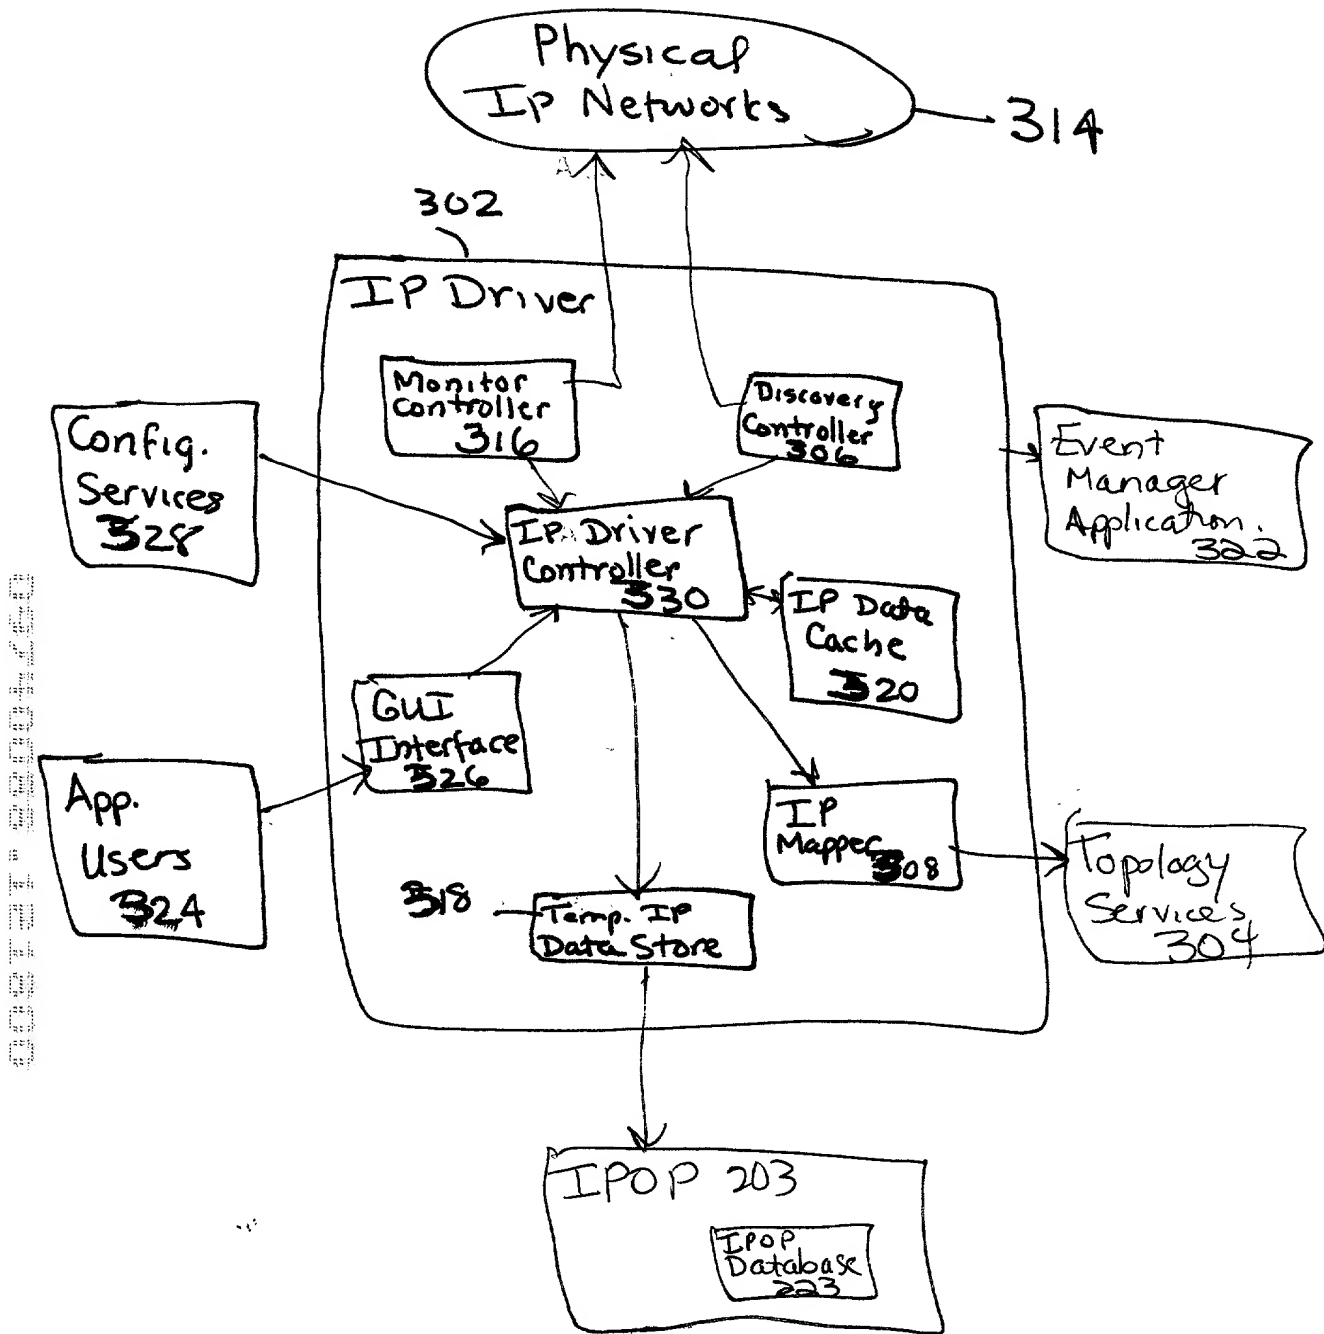 Physical
IP Networks
314
302
IP Driver
Monitor
Controller
316
Discovery
Controller
306
Config.
Services
328
Event
Manager
Application.
322
IP Driver
Controller
330
IP Data
Cache
320
GUI
Interface
326
App.
Users
324
IP
Mapper
308
Topology
Services
304
318
Temp. IP
Data Store
IPOP 203
IPOP
Database
223